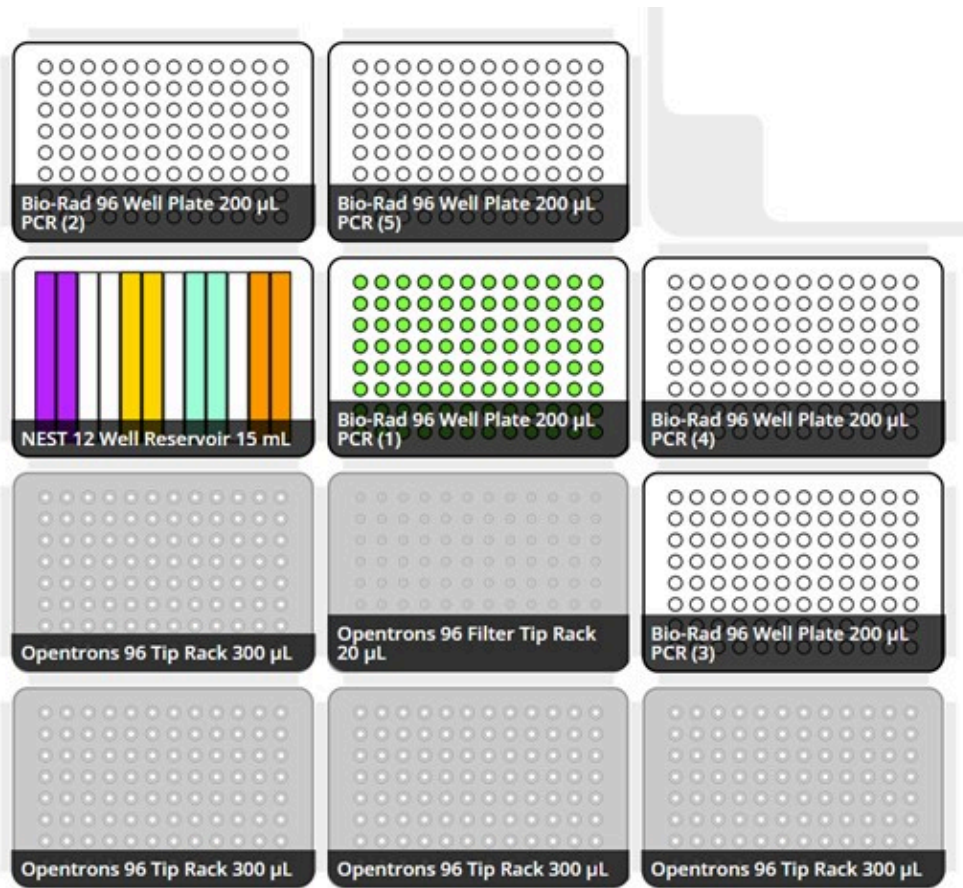 Bio-Rad 96 Well Plate 200 µL
PCR (2)
Bio-Rad 96 Well Plate 200 µL
PCR (5)
NEST 12 Well Reservoir 15 mL
Bio-Rad 96 Well Plate 200 µL
PCR (1)
Bio-Rad 96 Well Plate 200 µL
PCR (4)
Opentrons 96 Tip Rack 300 µL
Opentrons 96 Filter Tip Rack
20 µL
Bio-Rad 96 Well Plate 200 µL
PCR (3)
Opentrons 96 Tip Rack 300 µL
Opentrons 96 Tip Rack 300 µL
Opentrons 96 Tip Rack 300 µL